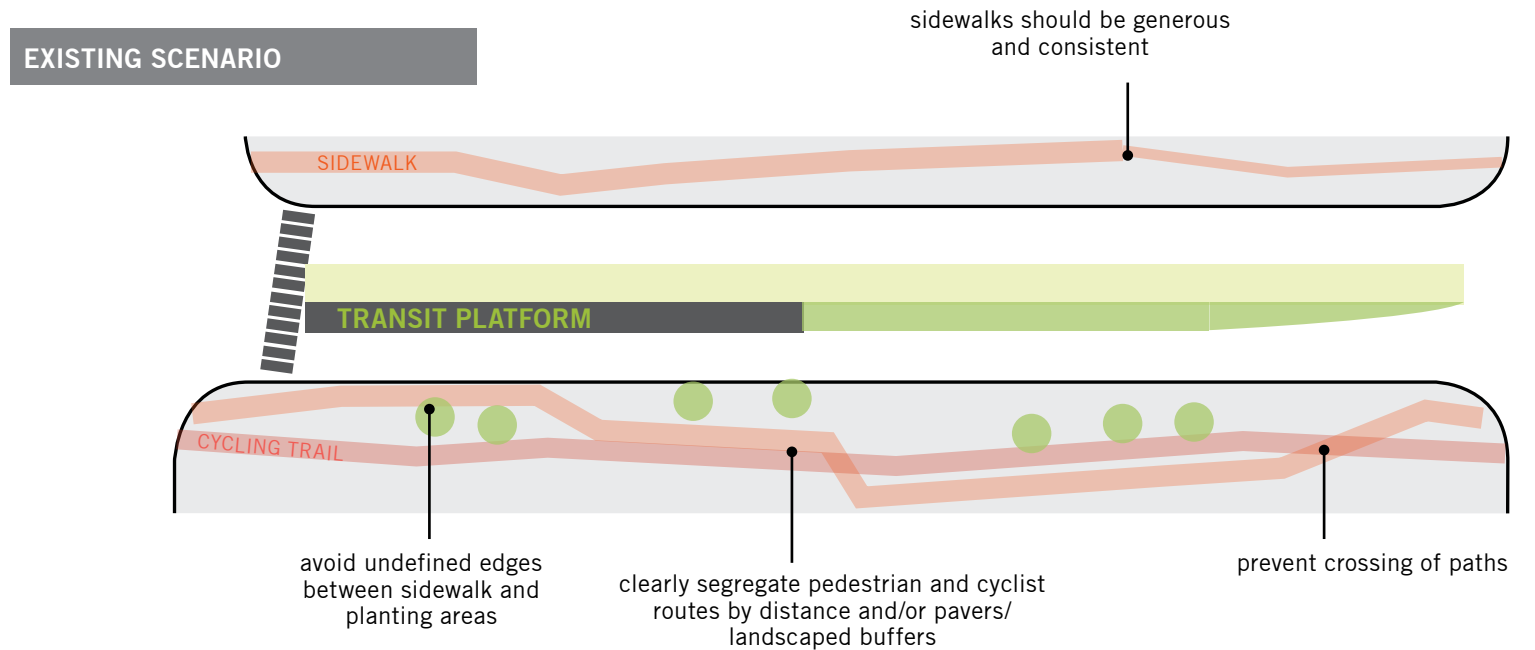 sidewalks should be generous
and consistent
EXISTING SCENARIO
SIDEWALK
TRANSIT PLATFORM
CYCLING TRAIL
avoid undefined edges
between sidewalk and
planting areas
clearly segregate pedestrian and cyclist
routes by distance and/or pavers/
landscaped buffers
prevent crossing of paths